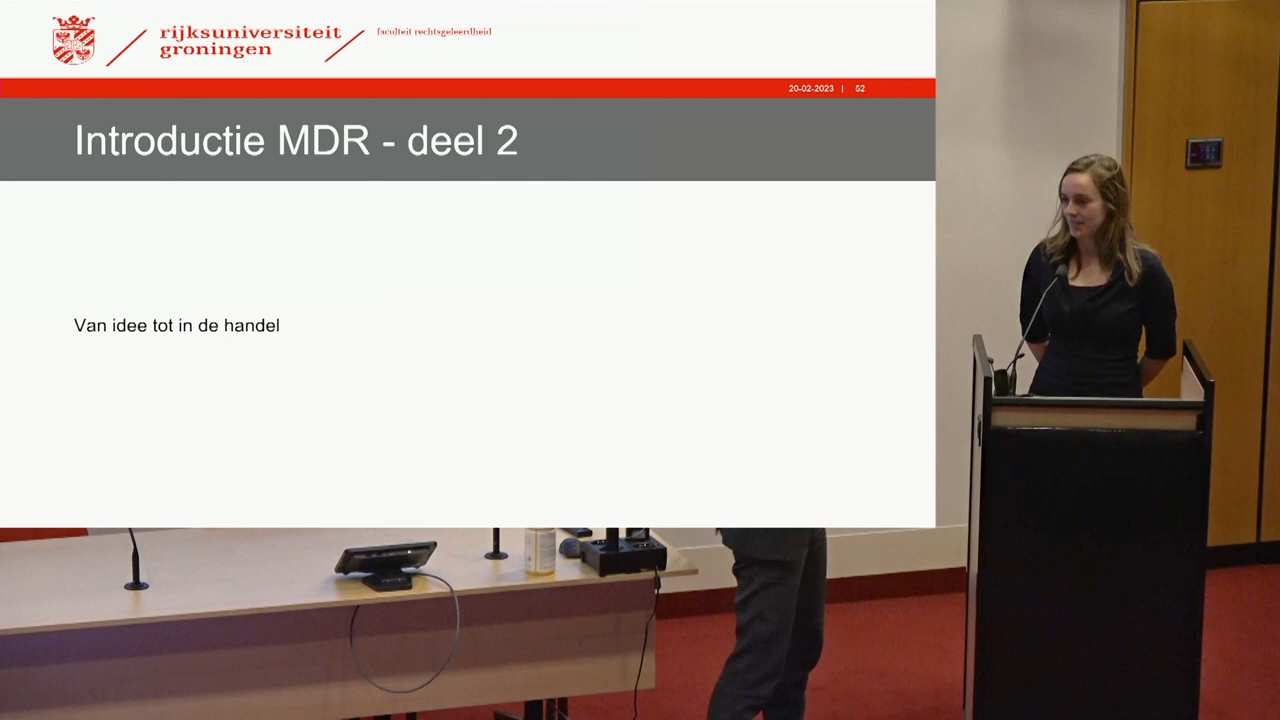 rijksuniversiteit
groningen
faculteit rechtsgeleerdheid
20-02-2023 | 52
Introductie MDR - deel 2
Van idee tot in de handel